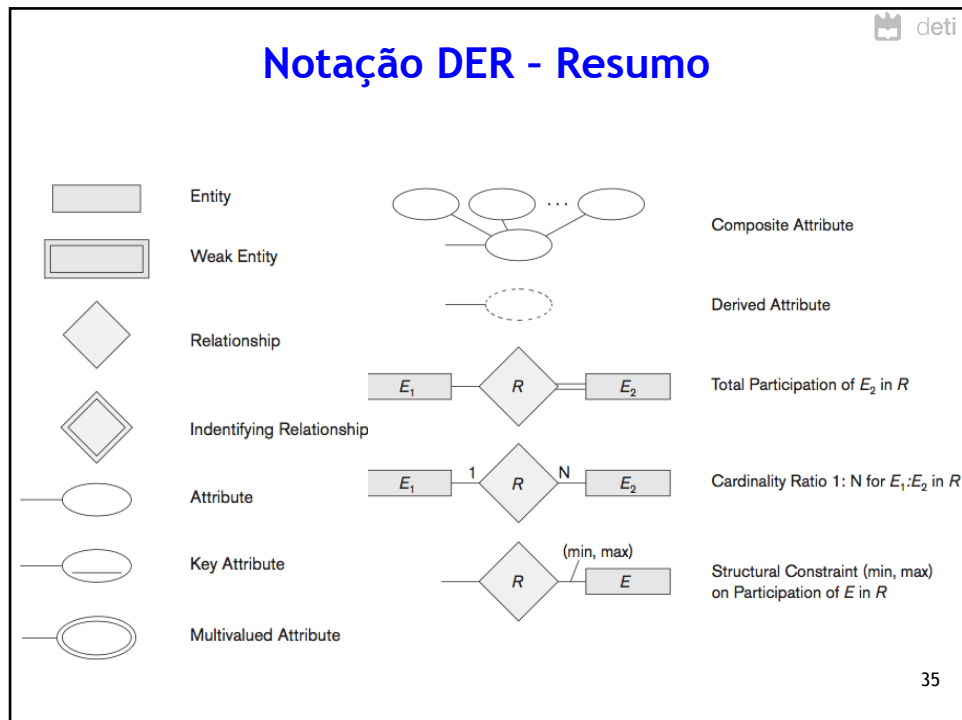 deti
Notação DER – Resumo
Entity
Weak Entity
Relationship
Indentifying Relationship
Attribute
Key Attribute
Multivalued Attribute
...
Composite Attribute
Derived Attribute
E1 R E2
Total Participation of E2 in R
E1 1 R N E2
Cardinality Ratio 1: N for E1:E2 in R
(min, max)
R E
Structural Constraint (min, max)
on Participation of E in R
35